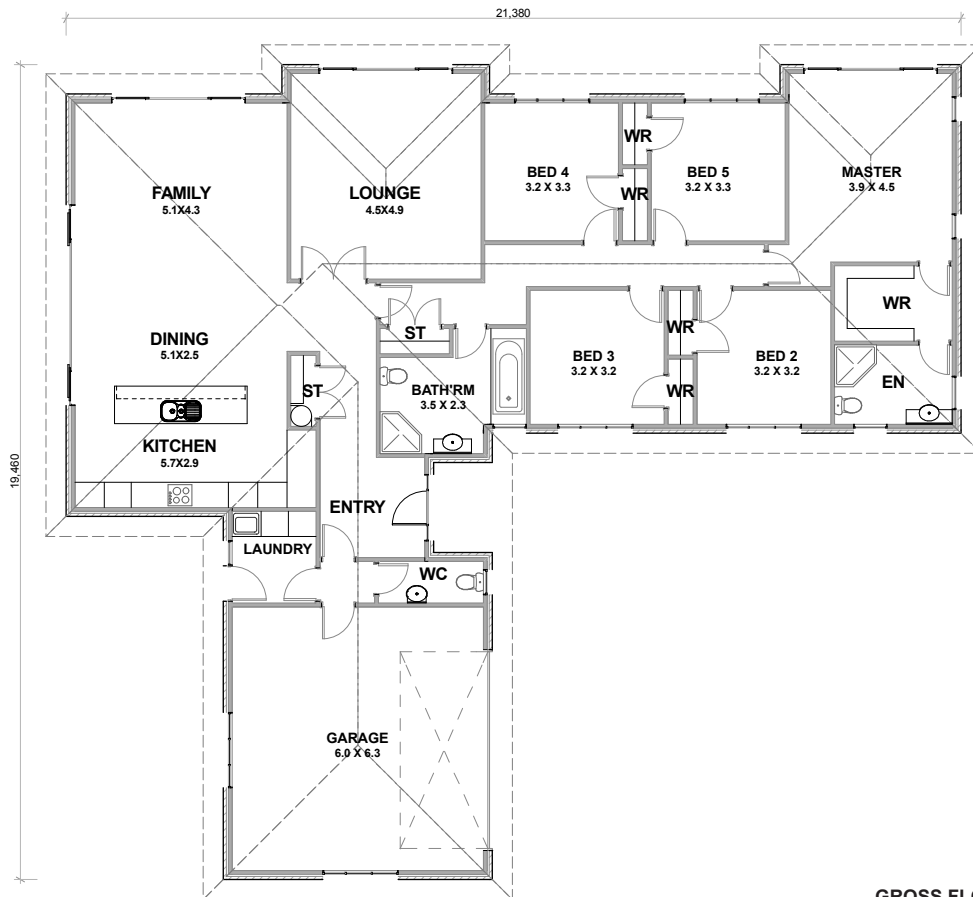 21,380
19,460
FAMILY
5.1X4.3
LOUNGE
4.5X4.9
BED 4
3.2 X 3.3
WR
WR
BED 5
3.2 X 3.3
MASTER
3.9 X 4.5
WR
DINING
5.1X2.5
ST
ST
BATH'RM
3.5 X 2.3
BED 3
3.2 X 3.2
WR
WR
BED 2
3.2 X 3.2
EN
KITCHEN
5.7X2.9
ENTRY
LAUNDRY
WC
GARAGE
6.0 X 6.3
GROSS FLO